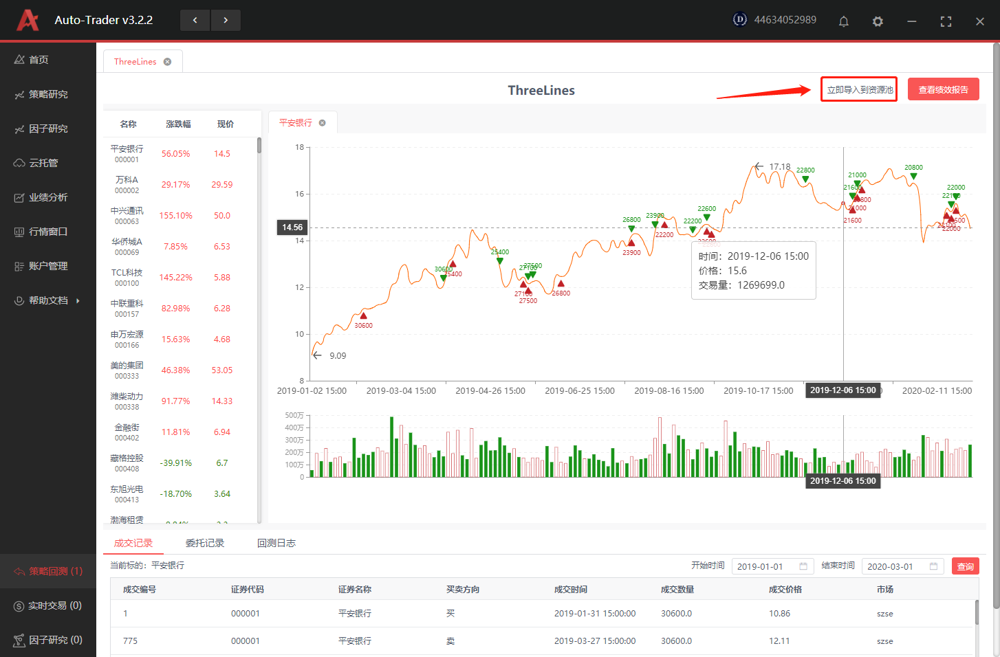 Auto-Trader v3.2.2
44634052989
首页
策略研究
因子研究
云托管
业绩分析
行情窗口
账户管理
帮助文档
策略回测 (1)
实时交易 (0)
因子研究 (0)
ThreeLines
ThreeLines
立即导入到资源池
查看绩效报告
名称 涨跌幅 现价
平安银行
000001 56.05% 14.5
万科A
000002 29.17% 29.59
中兴通讯
000063 155.10% 50.0
华侨城A
000069 7.85% 6.53
TCL科技
000100 145.22% 5.88
中联重科
000157 82.98% 6.28
申万宏源
000166 15.63% 4.68
美的集团
000333 46.38% 53.05
潍柴动力
000338 91.77% 14.33
金融街
000402 11.81% 6.94
藏格控股
000408 -39.91% 6.7
东旭光电
000413 -18.70% 3.64
渤海租赁
平安银行
18
16
14.56
14
12
10
8
17.18
9.09
30600
30600
25400
25400
27100
27500
27100
27500
26800
26800
23900
23900
22200
22200
22600
22800
21600
21000
21000
21600
20800
22000
22000
时间：2019-12-06 15:00
价格：15.6
交易量：1269699.0
2019-01-02 15:00 2019-03-04 15:00 2019-04-26 15:00 2019-06-25 15:00 2019-08-16 15:00 2019-10-17 15:00 2019-12-06 15:00 2020-02-11 15:00
500万
400万
300万
200万
100万
0
2019-12-06 15:00
成交记录 委托记录 回测日志
当前标的：平安银行 开始时间 2019-01-01 结束时间 2020-03-01 查询
成交编号 证券代码 证券名称 买卖方向 成交时间 成交数量 成交价格 市场
1 000001 平安银行 买 2019-01-31 15:00:00 30600.0 10.86 szse
775 000001 平安银行 卖 2019-03-27 15:00:00 30600.0 12.11 szse